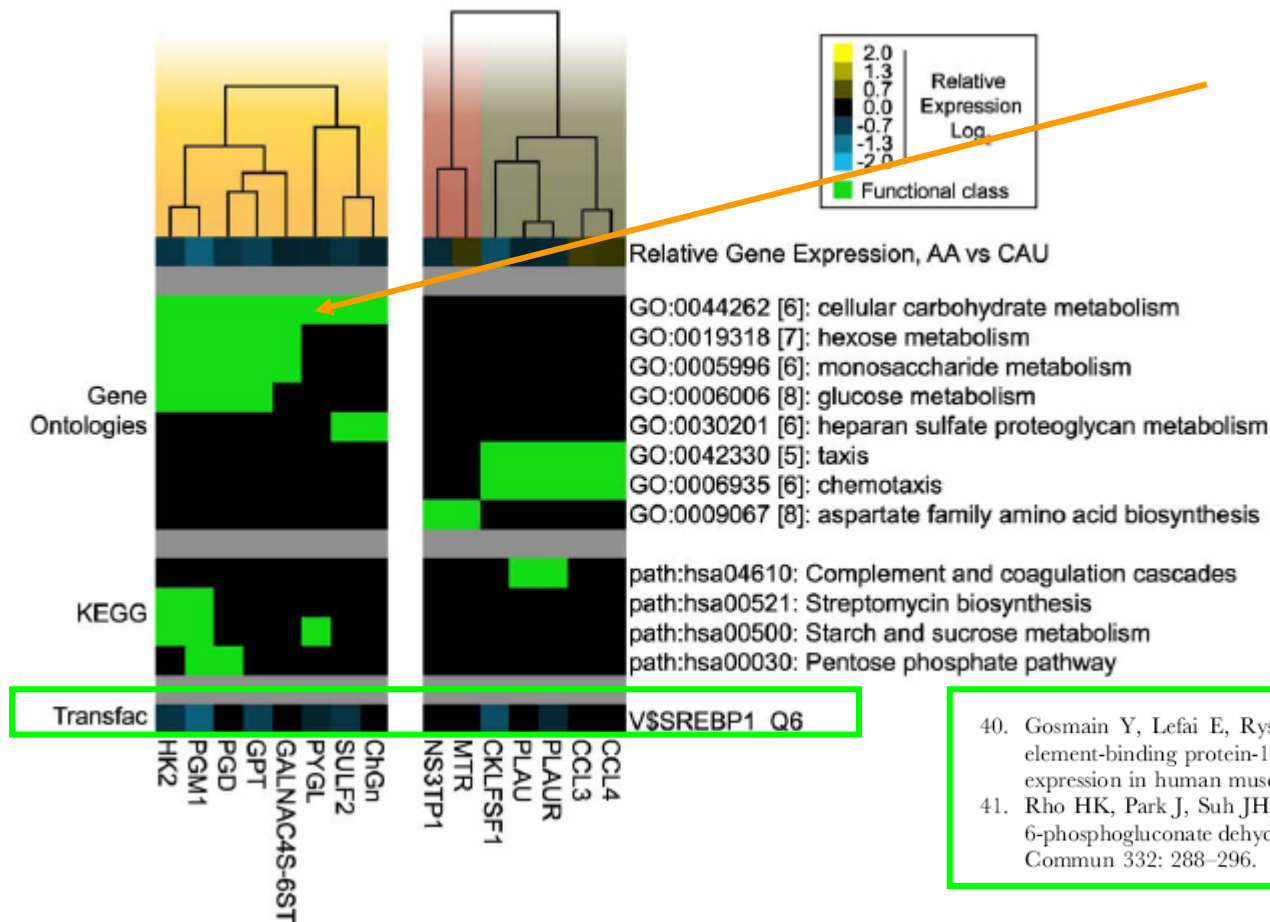 2.0
1.3
0.7
0.0
-0.7
-1.3
-2.0
Relative
Expression
Log₂
Functional class
Relative Gene Expression, AA vs CAU
Gene
Ontologies
GO:0044262 [6]: cellular carbohydrate metabolism
GO:0019318 [7]: hexose metabolism
GO:0005996 [6]: monosaccharide metabolism
GO:0006006 [8]: glucose metabolism
GO:0030201 [6]: heparan sulfate proteoglycan metabolism
GO:0042330 [5]: taxis
GO:0006935 [6]: chemotaxis
GO:0009067 [8]: aspartate family amino acid biosynthesis
KEGG
path:hsa04610: Complement and coagulation cascades
path:hsa00521: Streptomycin biosynthesis
path:hsa00500: Starch and sucrose metabolism
path:hsa00030: Pentose phosphate pathway
Transfac
V$SREBP1_Q6
HK2
PGM1
PGD
GPT
GALNAC4S-6ST
PYGL
SULF2
ChGn
NS3TP1
MTR
CKLFSF1
PLAU
PLAUR
CCL3
CCL4
40. Gosmain Y, Lefai E, Rys
element-binding protein-1
expression in human musc
41. Rho HK, Park J, Suh JH,
6-phosphogluconate dehyd
Commun 332: 288–296.